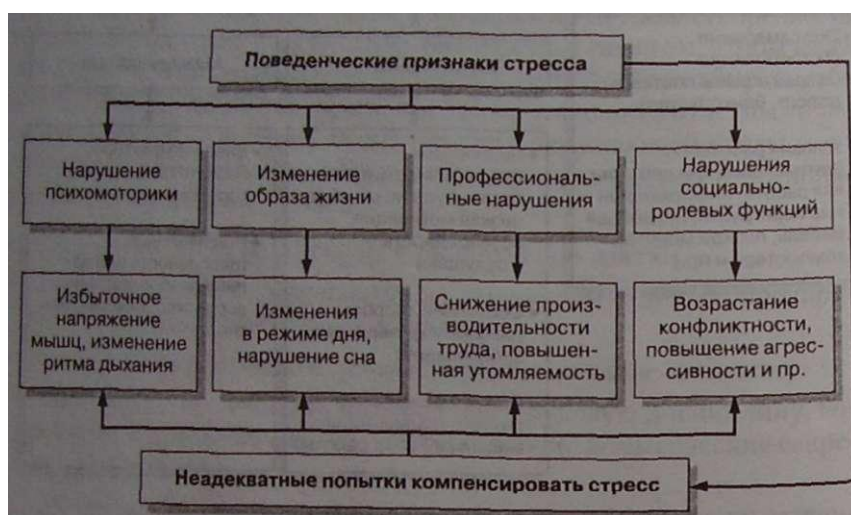 Поведенческие признаки стресса
Нарушение
психомоторики
Изменение
образа жизни
Профессиональ-
ные нарушения
Нарушения
социально-
ролевых функций
Избыточное
напряжение
мышц, изменение
ритма дыхания
Изменения
в режиме дня,
нарушение сна
Снижение произ-
водительности
труда, повышен-
ная утомляемость
Возрастание
конфликтности,
повышение агрес-
сивности и пр.
Неадекватные попытки компенсировать стресс